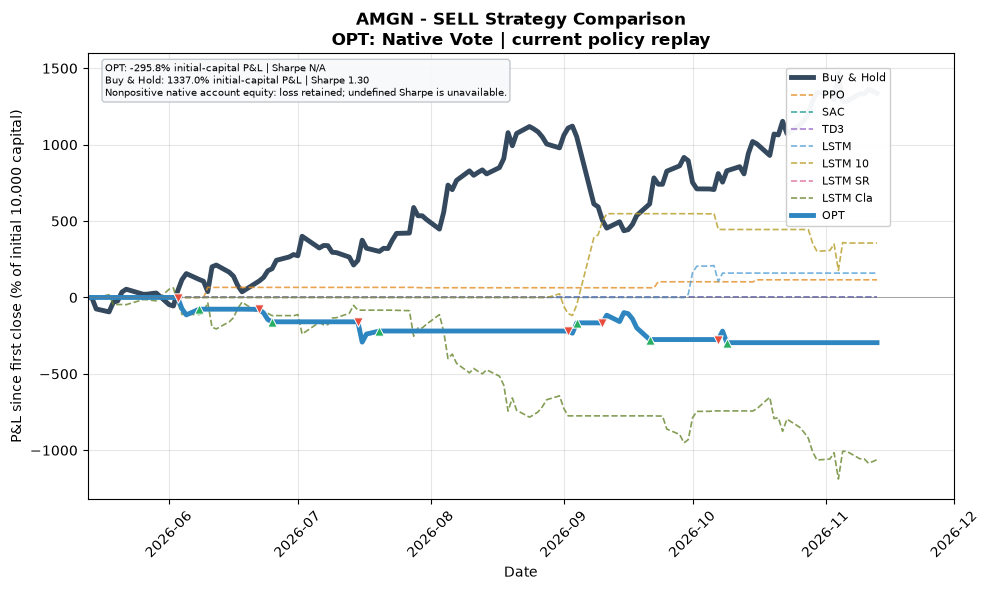 AMGN - SELL Strategy Comparison
OPT: Native Vote | current policy replay
OPT: -295.8% initial-capital P&L | Sharpe N/A
Buy & Hold: 1337.0% initial-capital P&L | Sharpe 1.30
Nonpositive native account equity: loss retained; undefined Sharpe is unavailable.
Buy & Hold
PPO
SAC
TD3
LSTM
LSTM 10
LSTM SR
LSTM Cla
OPT
P&L since first close (% of initial 10,000 capital)
1500
1000
500
0
−500
−1000
2026-06
2026-07
2026-08
2026-09
2026-10
2026-11
2026-12
Date